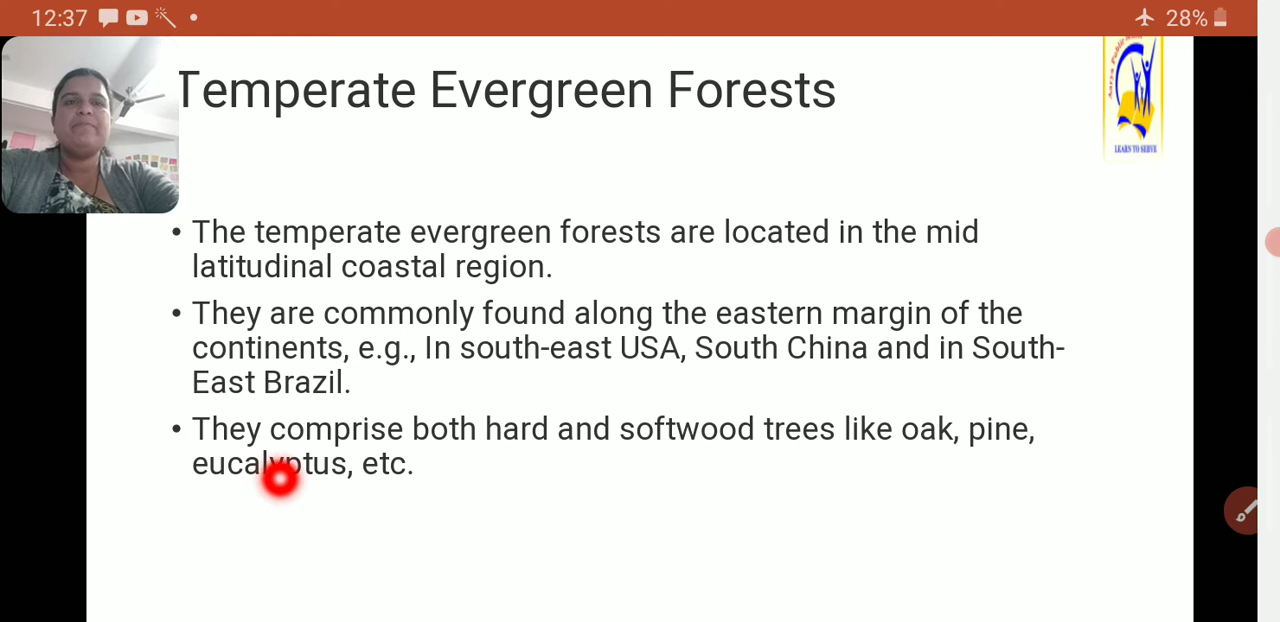 12:37
28%
Temperate Evergreen Forests
LEARN TO SERVE
• The temperate evergreen forests are located in the mid
latitudinal coastal region.
• They are commonly found along the eastern margin of the
continents, e.g., In south-east USA, South China and in South-
East Brazil.
• They comprise both hard and softwood trees like oak, pine,
eucalyptus, etc.